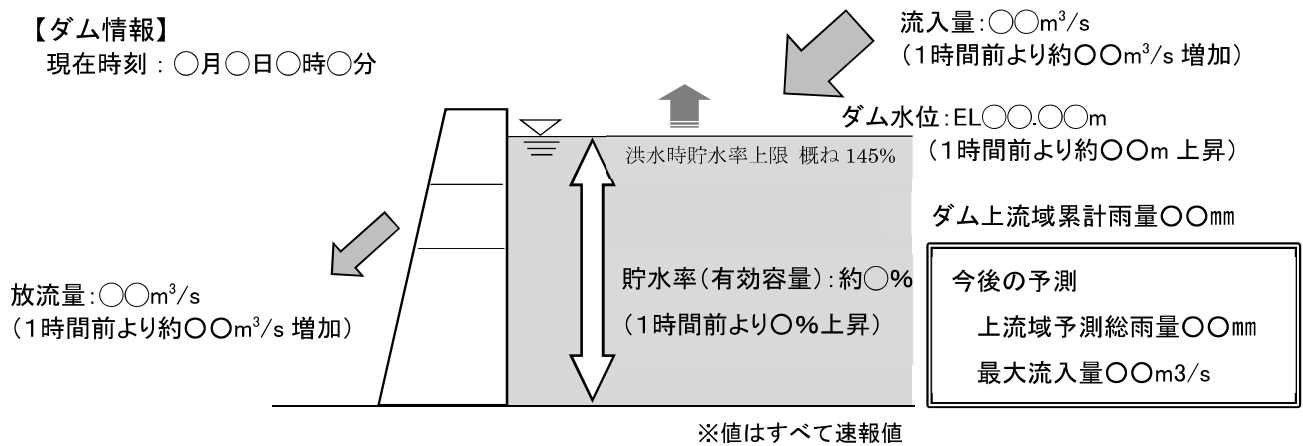 【ダム情報】
現在時刻：○月○日○時○分
流入量：○○m³/s
（１時間前より約○○m³/s 増加）
ダム水位：EL○○.○○m
（１時間前より約○○m 上昇）
洪水時貯水率上限 概ね 145%
ダム上流域累計雨量○○㎜
放流量：○○m³/s
（１時間前より約○○m³/s 増加）
貯水率（有効容量）：約○%
（１時間前より○%上昇）
今後の予測
上流域予測総雨量○○㎜
最大流入量○○m3/s
※値はすべて速報値